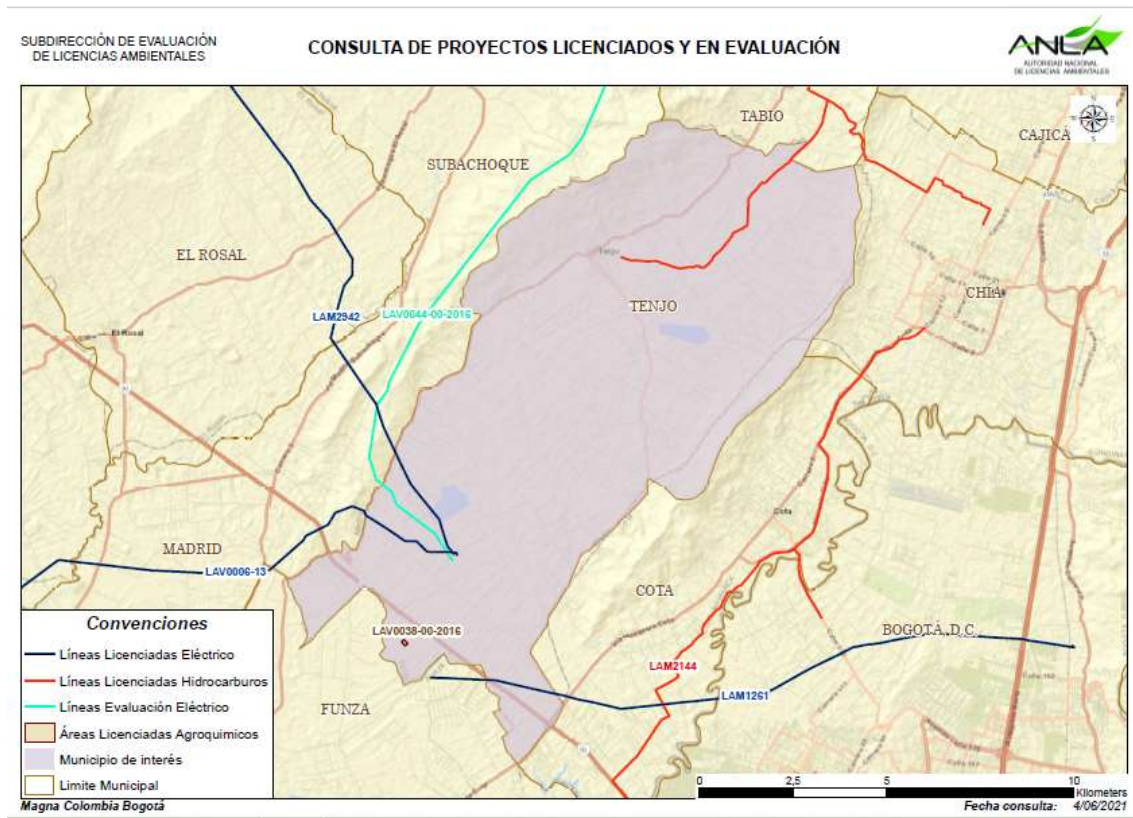 SUBDIRECCIÓN DE EVALUACIÓN
DE LICENCIAS AMBIENTALES
CONSULTA DE PROYECTOS LICENCIADOS Y EN EVALUACIÓN
ANLA
AUTORIDAD NACIONAL
DE LICENCIAS AMBIENTALES
TABIO
CAJICÁ
SUBACHOQUE
EL ROSAL
TENJO
CHÍA
LAM2942
LAV0044-00-2016
El Rosal
Cota
MADRID
LAV0006-13
COTA
LAV0038-00-2016
BOGOTÁ, D.C.
LAM2144
LAM1261
FUNZA
Convenciones
Líneas Licenciadas Eléctrico
Líneas Licenciadas Hidrocarburos
Líneas Evaluación Eléctrico
Áreas Licenciadas Agroquimicos
Municipio de interés
Limite Municipal
0 2,5 5 10
Kilometers
Magna Colombia Bogotá
Fecha consulta: 4/06/2021